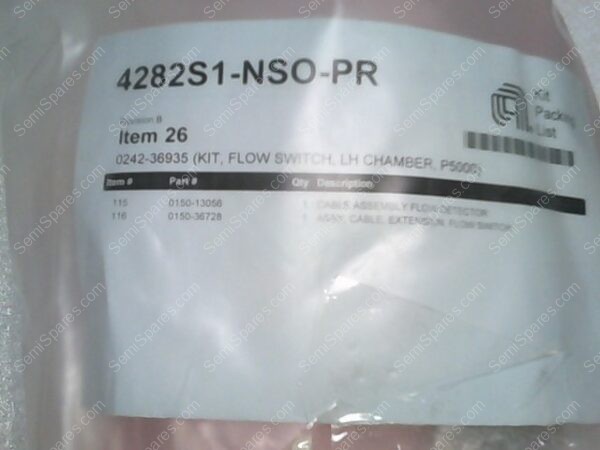 4282S1-NSO-PR
Kit
Packing
List
Revision B
Item 26
0242-36935 (KIT, FLOW SWITCH, LH CHAMBER, P5000)
Item # Part # Qty Description
115 0150-13056 1 CABLE ASSEMBLY FLOW DETECTOR
116 0150-36728 1 ASSY, CABLE, EXTENSION, FLOW SWITCH
SemiSpares.com